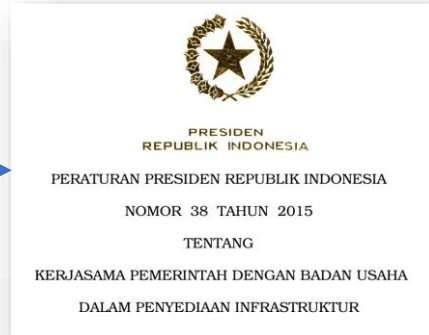 PRESIDEN
REPUBLIK INDONESIA
PERATURAN PRESIDEN REPUBLIK INDONESIA
NOMOR 38 TAHUN 2015
TENTANG
KERJASAMA PEMERINTAH DENGAN BADAN USAHA
DALAM PENYEDIAAN INFRASTRUKTUR